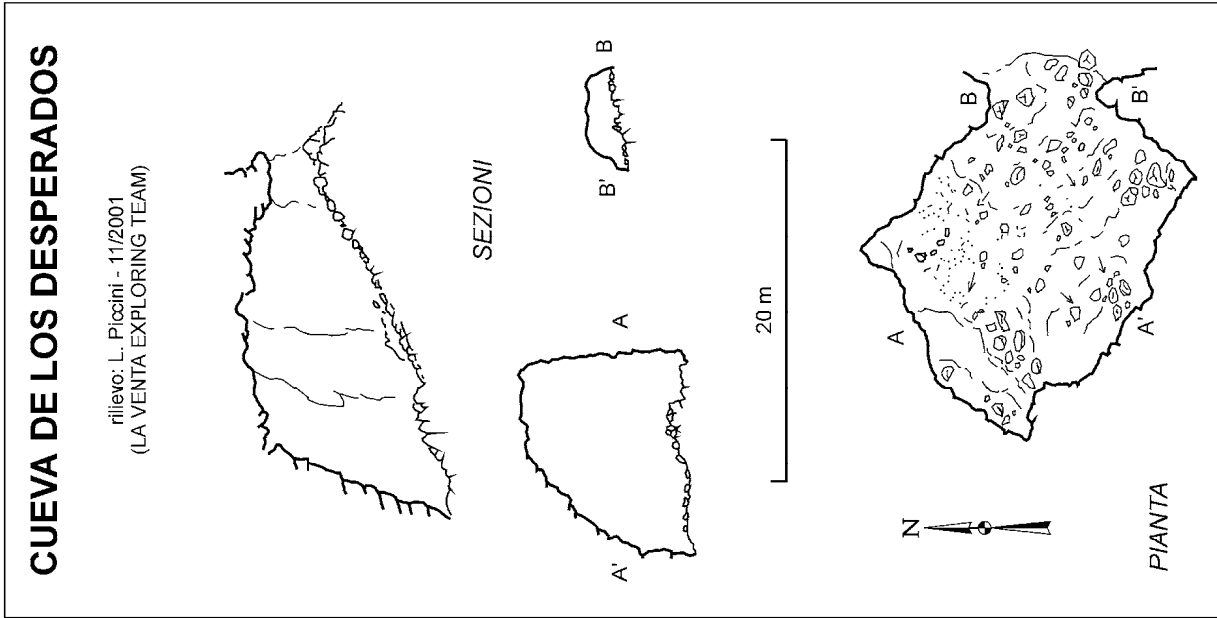 CUEVA DE LOS DESPERADOS
rilievo: L. Piccini - 11/2001
(LA VENTA EXPLORING TEAM)
SEZIONI
A'
A
B'
B
20 m
N
PIANTA
A
A'
B
B'